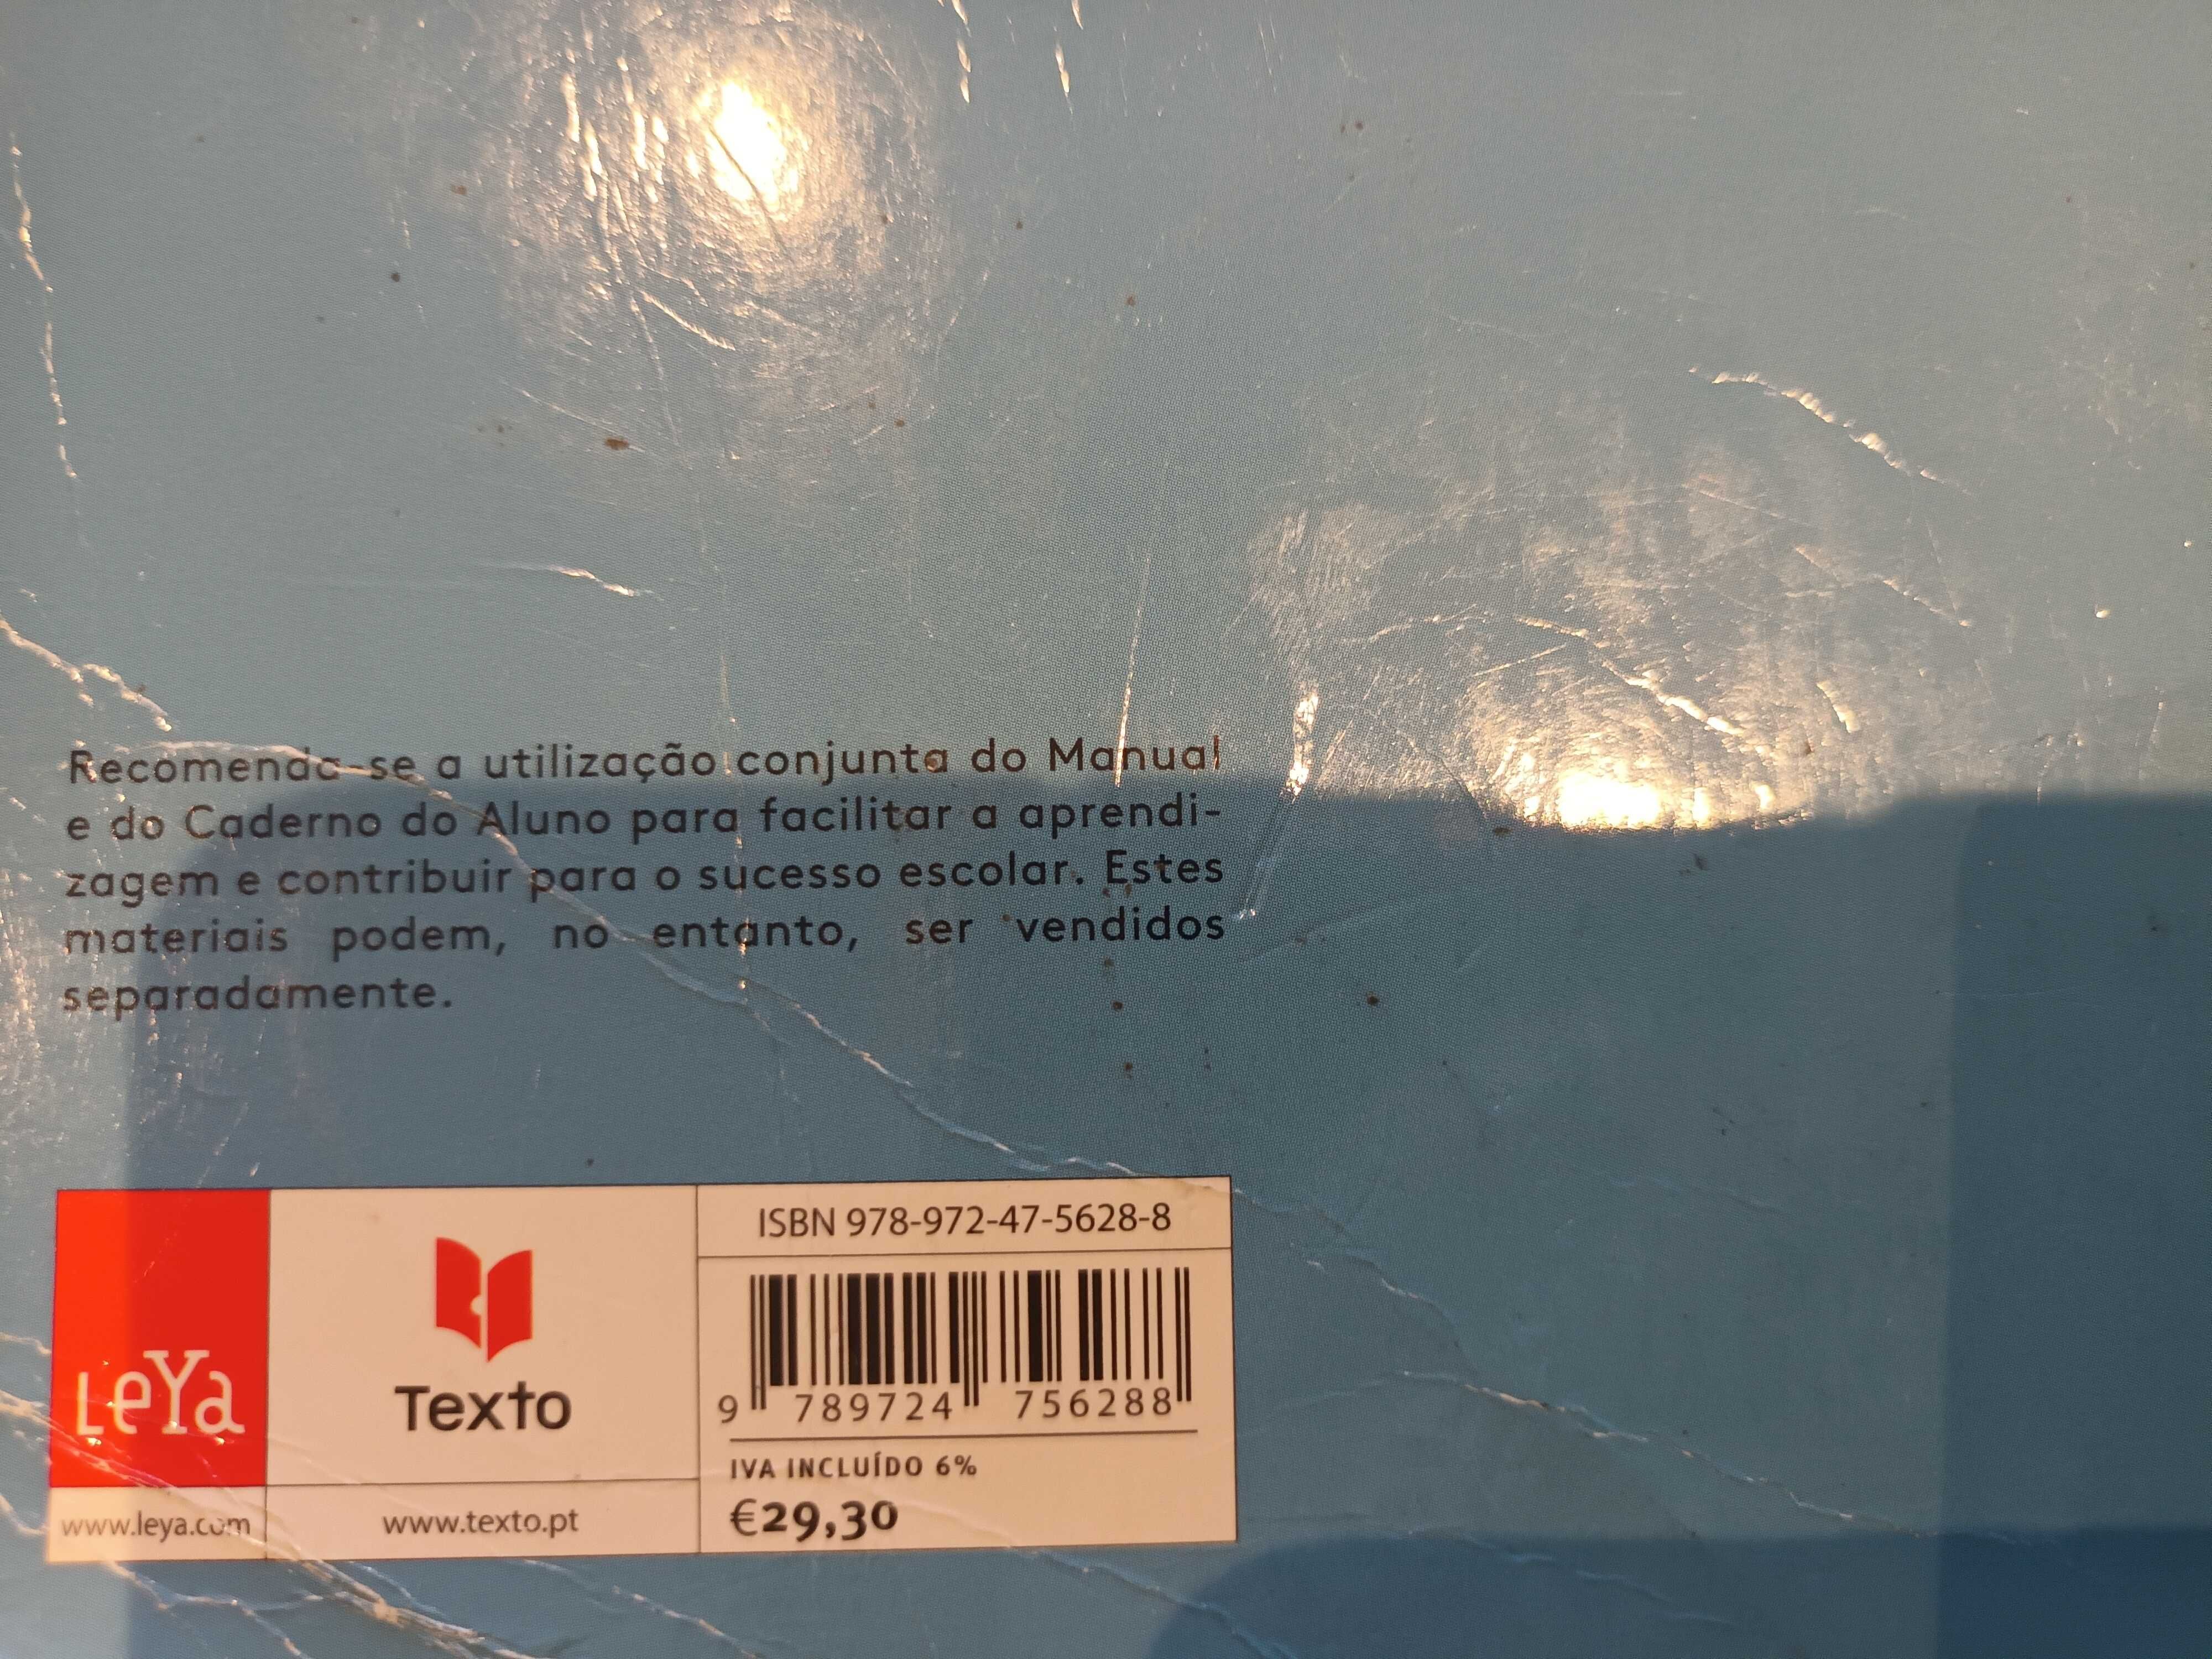 Recomenda-se a utilização conjunta do Manual
e do Caderno do Aluno para facilitar a aprendi-
zagem e contribuir para o sucesso escolar. Estes
materiais podem, no entanto, ser vendidos
separadamente.
ISBN 978-972-47-5628-8
9 789724 756288
LeYa
Texto
IVA INCLUÍDO 6%
€29,30
www.leya.com
www.texto.pt